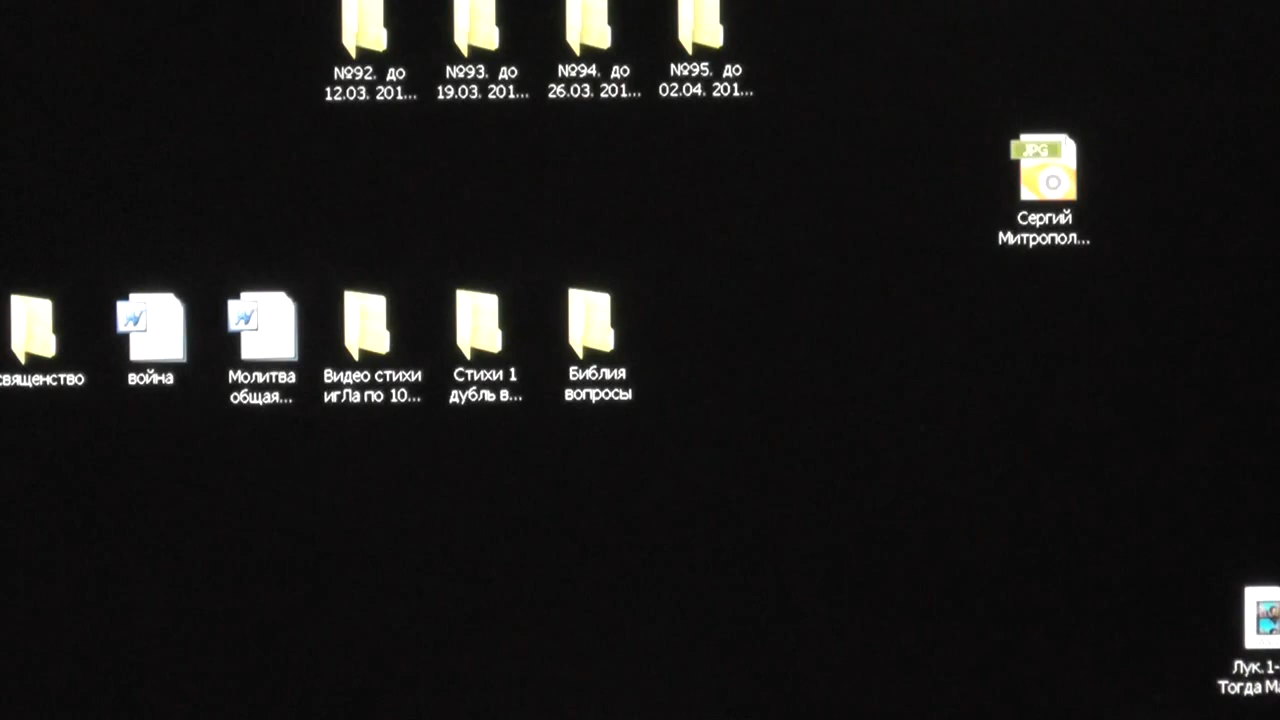 №92. до
12.03. 201...
№93. до
19.03. 201...
№94. до
26.03. 201...
№95. до
02.04. 201...
JPG
Сергий
Митропол...
священство
война
Молитва
общая...
Видео стихи
игЛа по 10...
Стихи 1
дубль в...
Библия
вопросы
Лук.1-
Тогда Ма